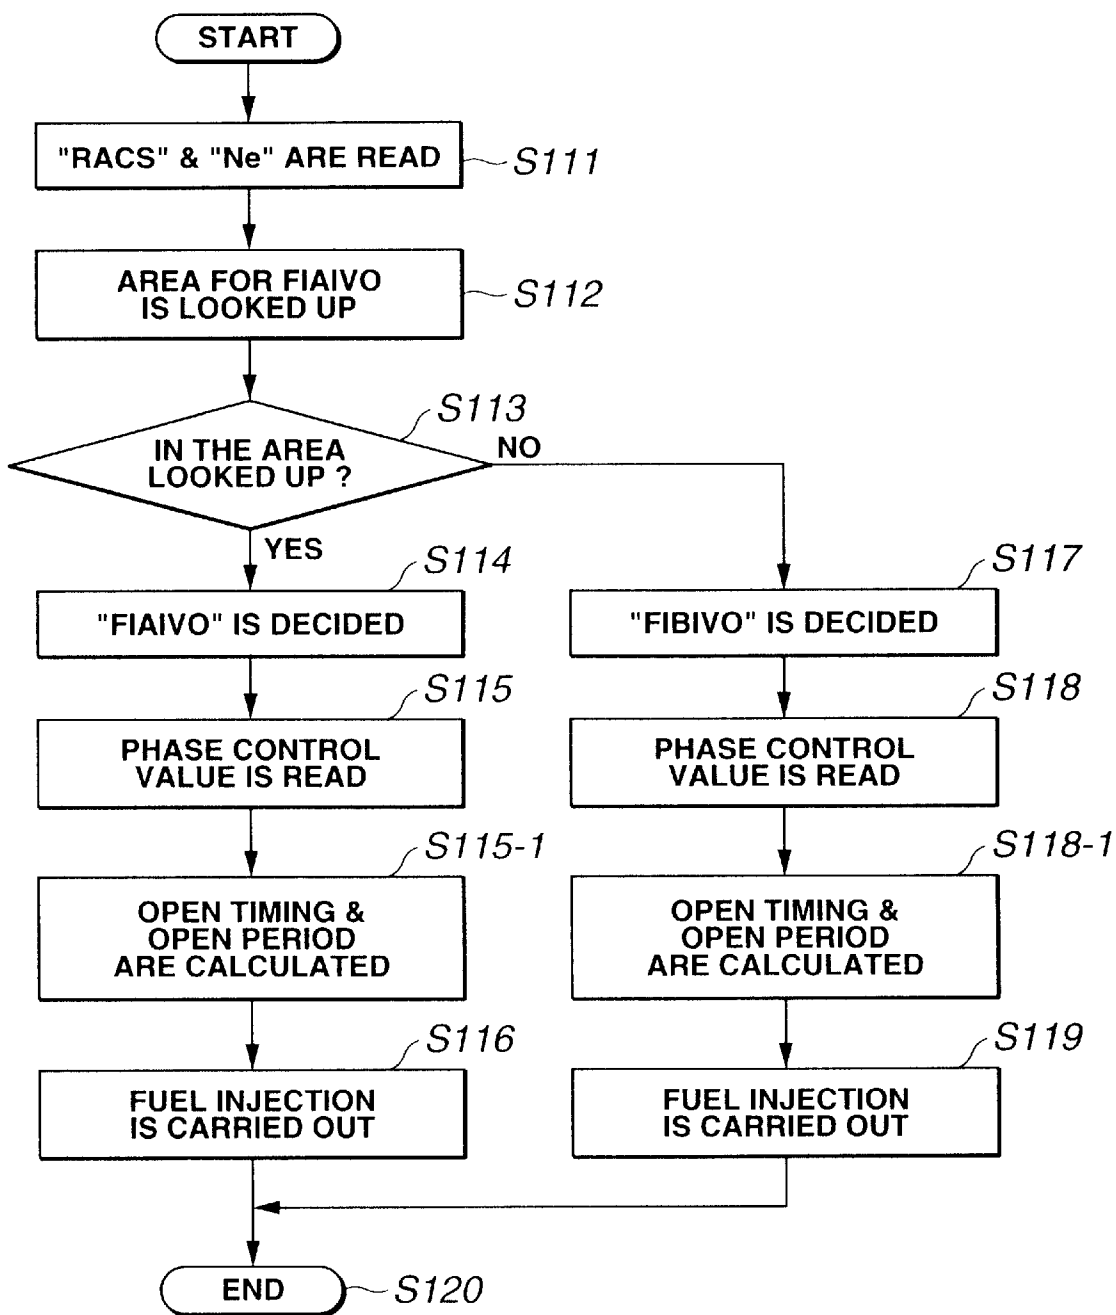 START
"RACS" & "Ne" ARE READ
S111
AREA FOR FIAIVO
IS LOOKED UP
S112
S113
IN THE AREA
LOOKED UP ?
NO
YES
S114
"FIAIVO" IS DECIDED
S115
PHASE CONTROL
VALUE IS READ
S115-1
OPEN TIMING &
OPEN PERIOD
ARE CALCULATED
S116
FUEL INJECTION
IS CARRIED OUT
S117
"FIBIVO" IS DECIDED
S118
PHASE CONTROL
VALUE IS READ
S118-1
OPEN TIMING &
OPEN PERIOD
ARE CALCULATED
S119
FUEL INJECTION
IS CARRIED OUT
END
S120